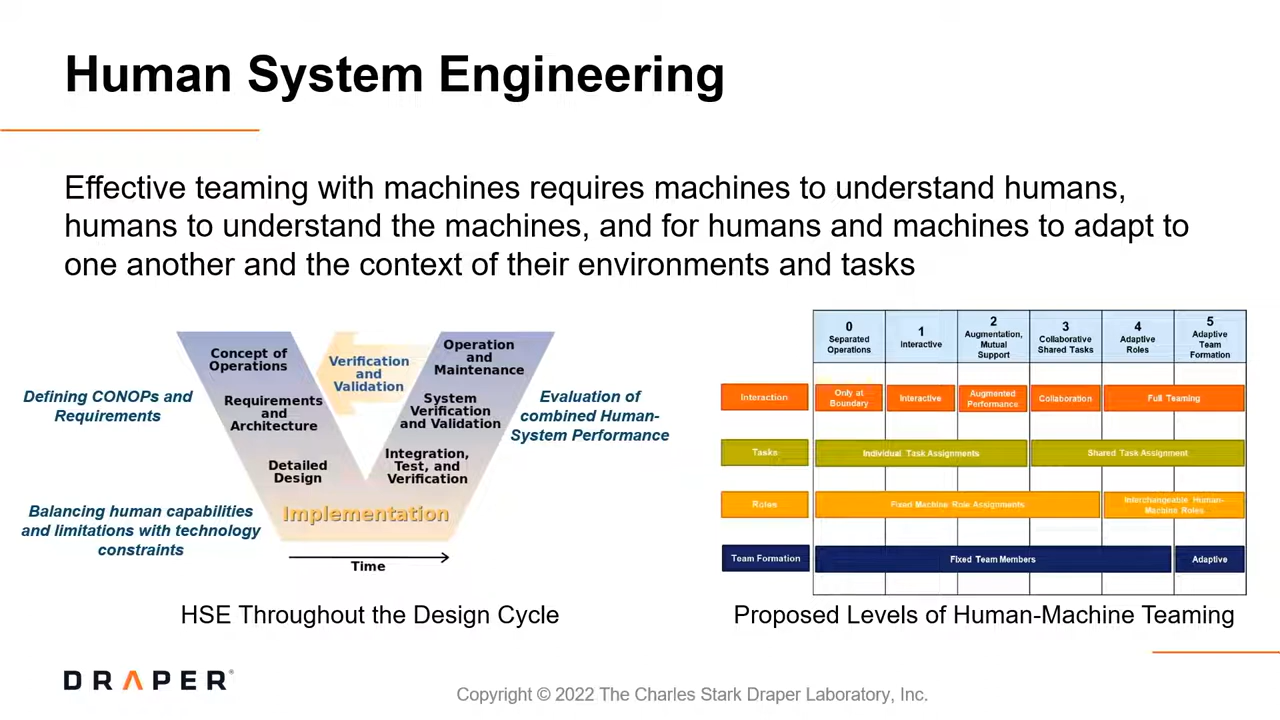 Human System Engineering
Effective teaming with machines requires machines to understand humans,
humans to understand the machines, and for humans and machines to adapt to
one another and the context of their environments and tasks
Defining CONOPs and
Requirements
Balancing human capabilities
and limitations with technology
constraints
Concept of
Operations
Requirements
and
Architecture
Detailed
Design
Verification
and
Validation
Operation
and
Maintenance
System
Verification
and Validation
Integration,
Test, and
Verification
Implementation
Time
Evaluation of
combined Human-
System Performance
HSE Throughout the Design Cycle
0
Separated
Operations
1
Interactive
2
Augmentation,
Mutual
Support
3
Collaborative
Shared Tasks
4
Adaptive
Roles
5
Adaptive
Team
Formation
Interaction
Only at
Boundary
Interactive
Augmented
Performance
Collaboration
Full Teaming
Tasks
Individual Task Assignments
Shared Task Assignment
Roles
Fixed Machine Role Assignments
Interchangeable Human-
Machine Roles
Team Formation
Fixed Team Members
Adaptive
Proposed Levels of Human-Machine Teaming
DRAPER®
Copyright © 2022 The Charles Stark Draper Laboratory, Inc.